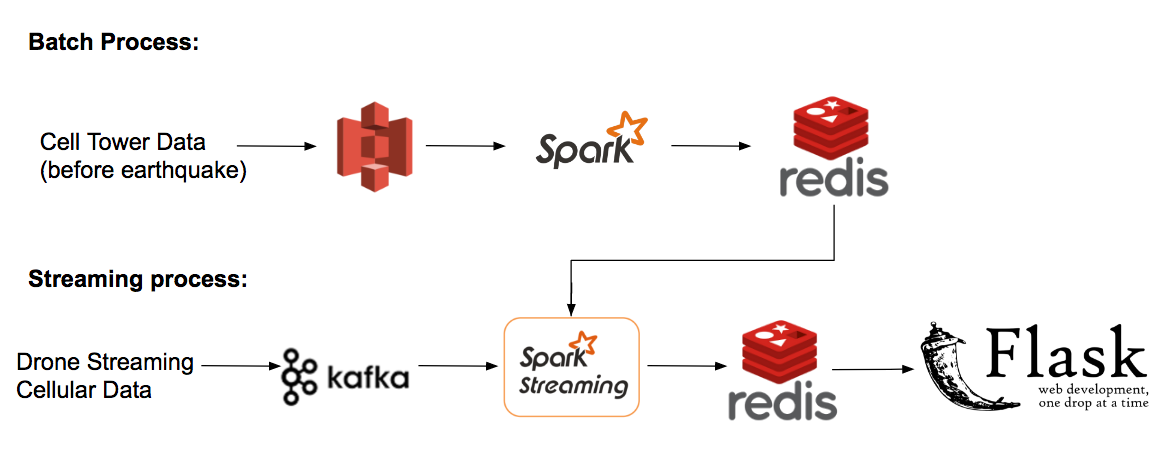 Batch Process:
Cell Tower Data
(before earthquake)
Spark
redis
Streaming process:
Drone Streaming
Cellular Data
kafka
Spark
Streaming
redis
Flask
web development,
one drop at a time